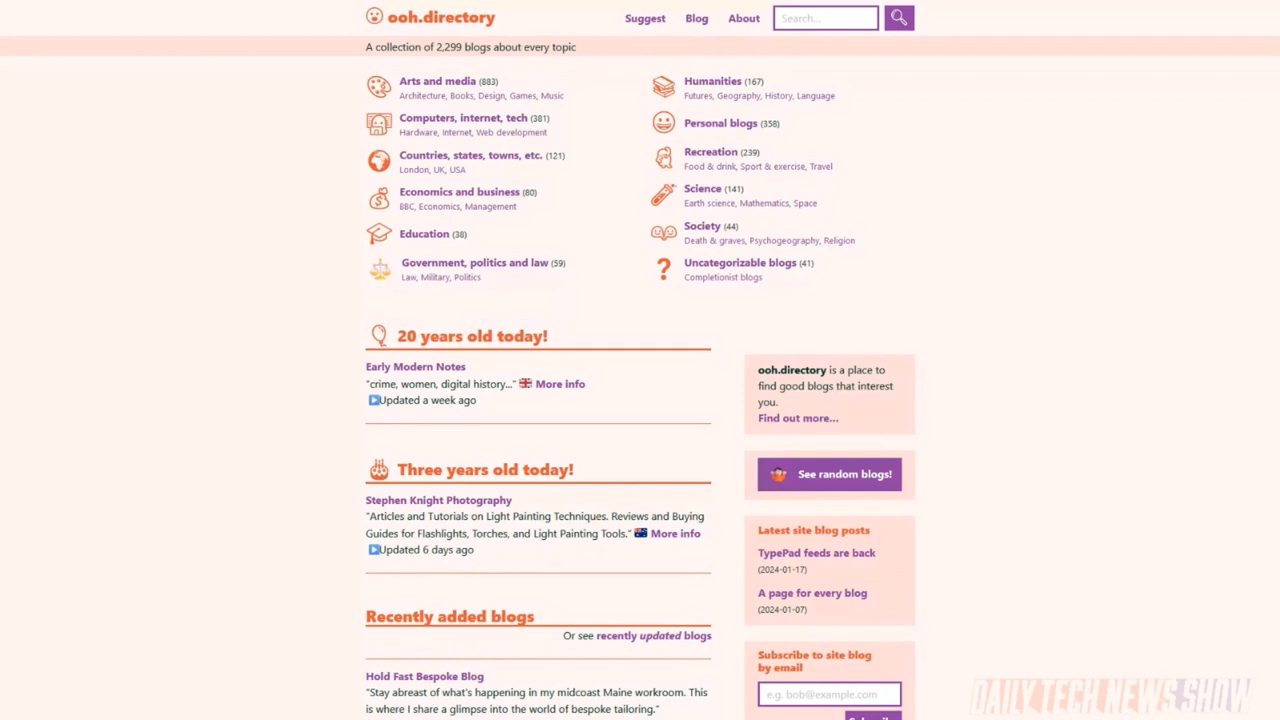 ooh.directory
Suggest Blog About Search...
A collection of 2,299 blogs about every topic
Arts and media (883)
Architecture, Books, Design, Games, Music
Computers, internet, tech (381)
Hardware, Internet, Web development
Countries, states, towns, etc. (121)
London, UK, USA
Economics and business (80)
BBC, Economics, Management
Education (38)
Government, politics and law (59)
Law, Military, Politics
Humanities (167)
Futures, Geography, History, Language
Personal blogs (358)
Recreation (239)
Food & drink, Sport & exercise, Travel
Science (141)
Earth science, Mathematics, Space
Society (44)
Death & graves, Psychogeography, Religion
Uncategorizable blogs (41)
Completionist blogs
20 years old today!
Early Modern Notes
“crime, women, digital history...” More info
Updated a week ago
Three years old today!
Stephen Knight Photography
“Articles and Tutorials on Light Painting Techniques. Reviews and Buying
Guides for Flashlights, Torches, and Light Painting Tools.” More info
Updated 6 days ago
Recently added blogs
Or see recently updated blogs
Hold Fast Bespoke Blog
“Stay abreast of what's happening in my midcoast Maine workroom. This
is where I share a glimpse into the world of bespoke tailoring.”
ooh.directory is a place to
find good blogs that interest
you.
Find out more...
See random blogs!
Latest site blog posts
TypePad feeds are back
(2024-01-17)
A page for every blog
(2024-01-07)
Subscribe to site blog
by email
e.g. bob@example.com
DAILY TECH NEWS SHOW